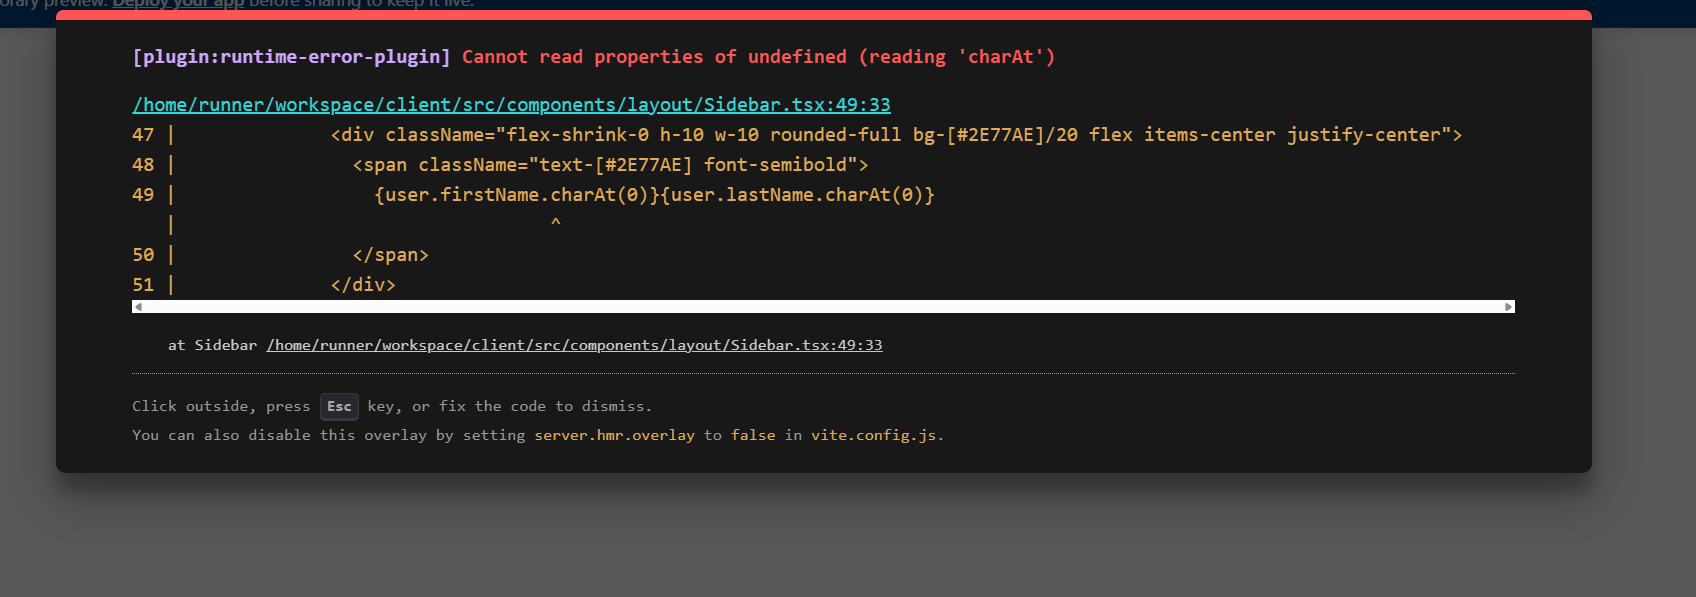 orary preview. Deploy your app before sharing to keep it live.
[plugin:runtime-error-plugin] Cannot read properties of undefined (reading 'charAt')
/home/runner/workspace/client/src/components/layout/Sidebar.tsx:49:33
47 |              <div className="flex-shrink-0 h-10 w-10 rounded-full bg-[#2E77AE]/20 flex items-center justify-center">
48 |                <span className="text-[#2E77AE] font-semibold">
49 |                  {user.firstName.charAt(0)}{user.lastName.charAt(0)}
   |                                  ^
50 |                </span>
51 |              </div>
at Sidebar /home/runner/workspace/client/src/components/layout/Sidebar.tsx:49:33
Click outside, press Esc key, or fix the code to dismiss.
You can also disable this overlay by setting server.hmr.overlay to false in vite.config.js.